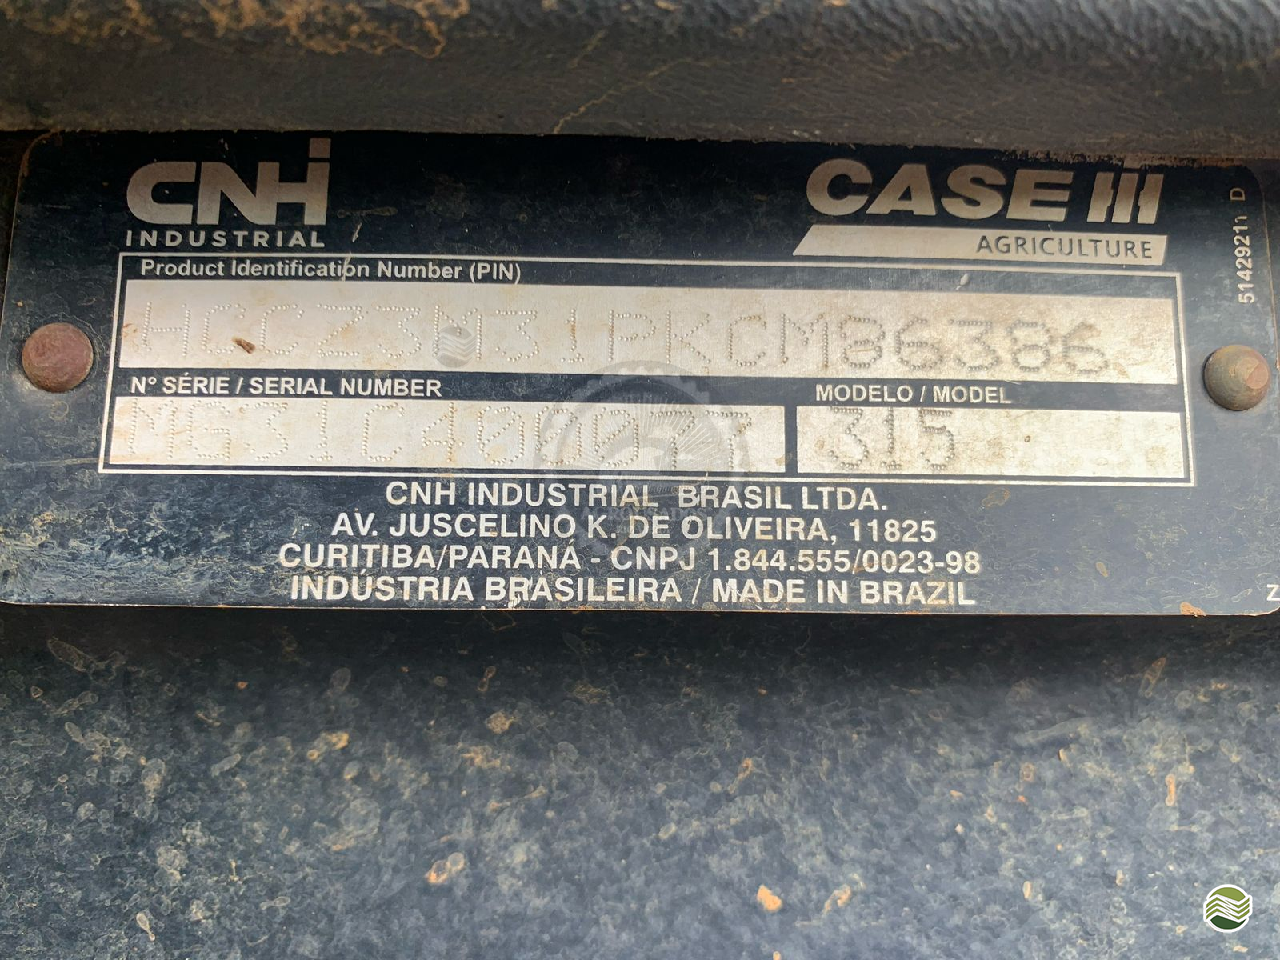 CNH
INDUSTRIAL
CASE III
AGRICULTURE
51429211 D
Product Identification Number (PIN)
HCCZ3M31PKCM86386
N° SÉRIE / SERIAL NUMBER
MODELO / MODEL
315
CNH INDUSTRIAL BRASIL LTDA.
AV. JUSCELINO K. DE OLIVEIRA, 11825
CURITIBA/PARANÁ - CNPJ 1.844.555/0023-98
INDÚSTRIA BRASILEIRA / MADE IN BRAZIL
Z